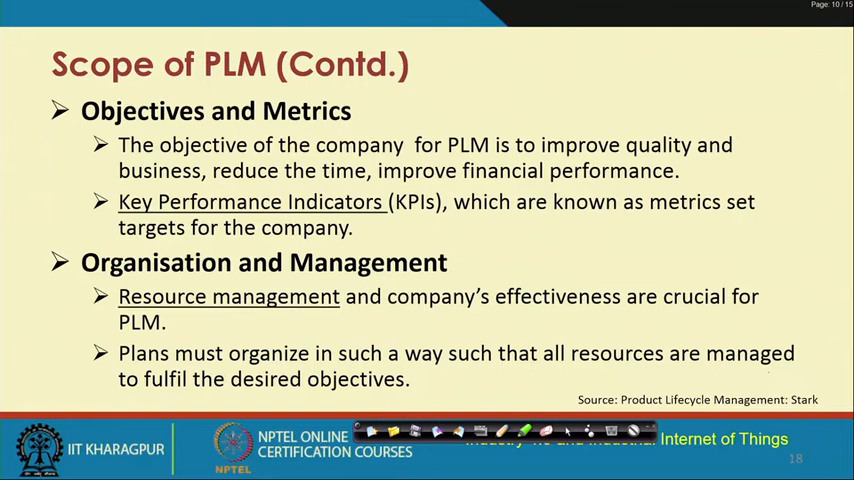 Page: 10 / 15
Scope of PLM (Contd.)
Objectives and Metrics
The objective of the company for PLM is to improve quality and
business, reduce the time, improve financial performance.
Key Performance Indicators (KPIs), which are known as metrics set
targets for the company.
Organisation and Management
Resource management and company's effectiveness are crucial for
PLM.
Plans must organize in such a way such that all resources are managed
to fulfil the desired objectives.
Source: Product Lifecycle Management: Stark
IIT KHARAGPUR
NPTEL
NPTEL ONLINE
CERTIFICATION COURSES
Internet of Things
18